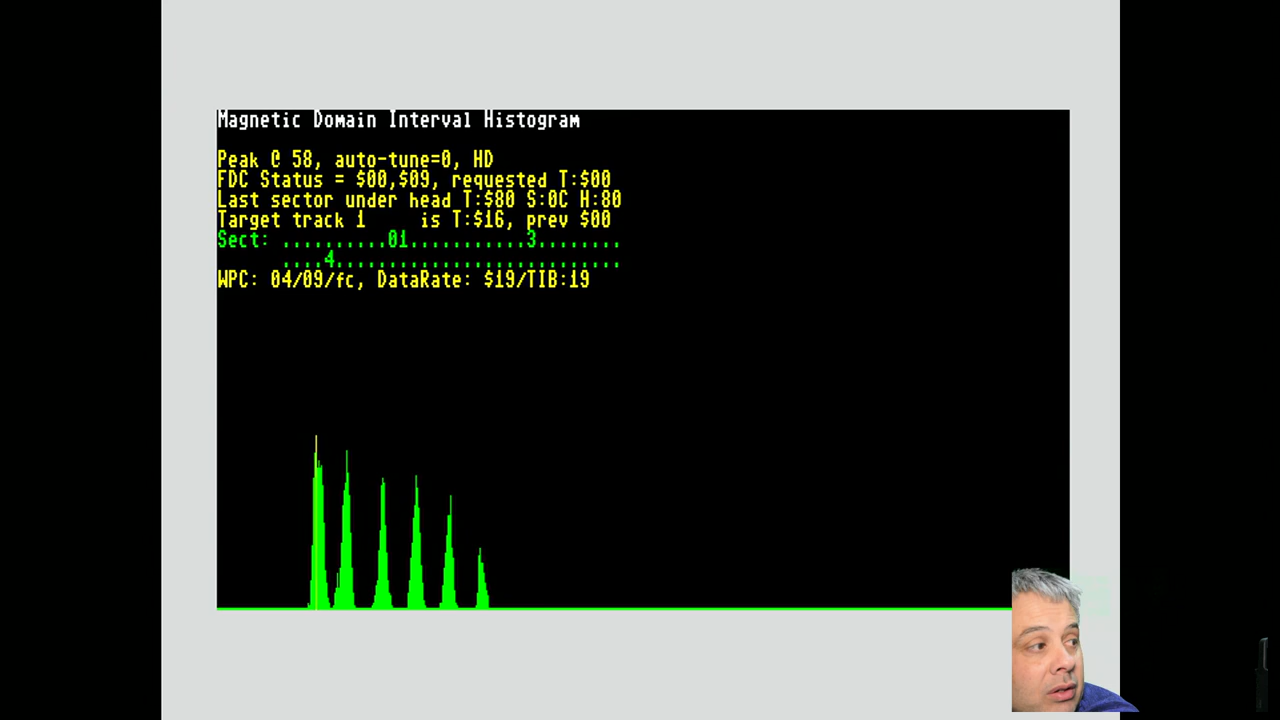 Magnetic Domain Interval Histogram
Peak @ 58, auto-tune=0, HD
FDC Status = $00,$09, requested T:$00
Last sector under head T:$80 S:0C H:80
Target track 1    is T:$16, prev $00
Sect: ..........01...........3........
....4...........................
WPC: 04/09/fc, DataRate: $19/TIB:19